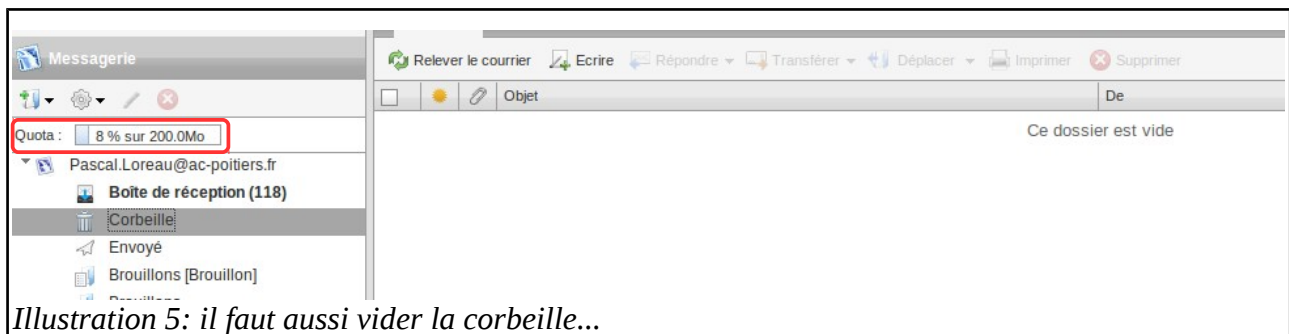 Messagerie
Relever le courrier Ecrire Répondre Transférer Déplacer Imprimer Supprimer
Objet De
Quota : 8 % sur 200.0Mo
Ce dossier est vide
Pascal.Loreau@ac-poitiers.fr
Boîte de réception (118)
Corbeille
Envoyé
Brouillons [Brouillon]
Brouillons
Illustration 5: il faut aussi vider la corbeille...